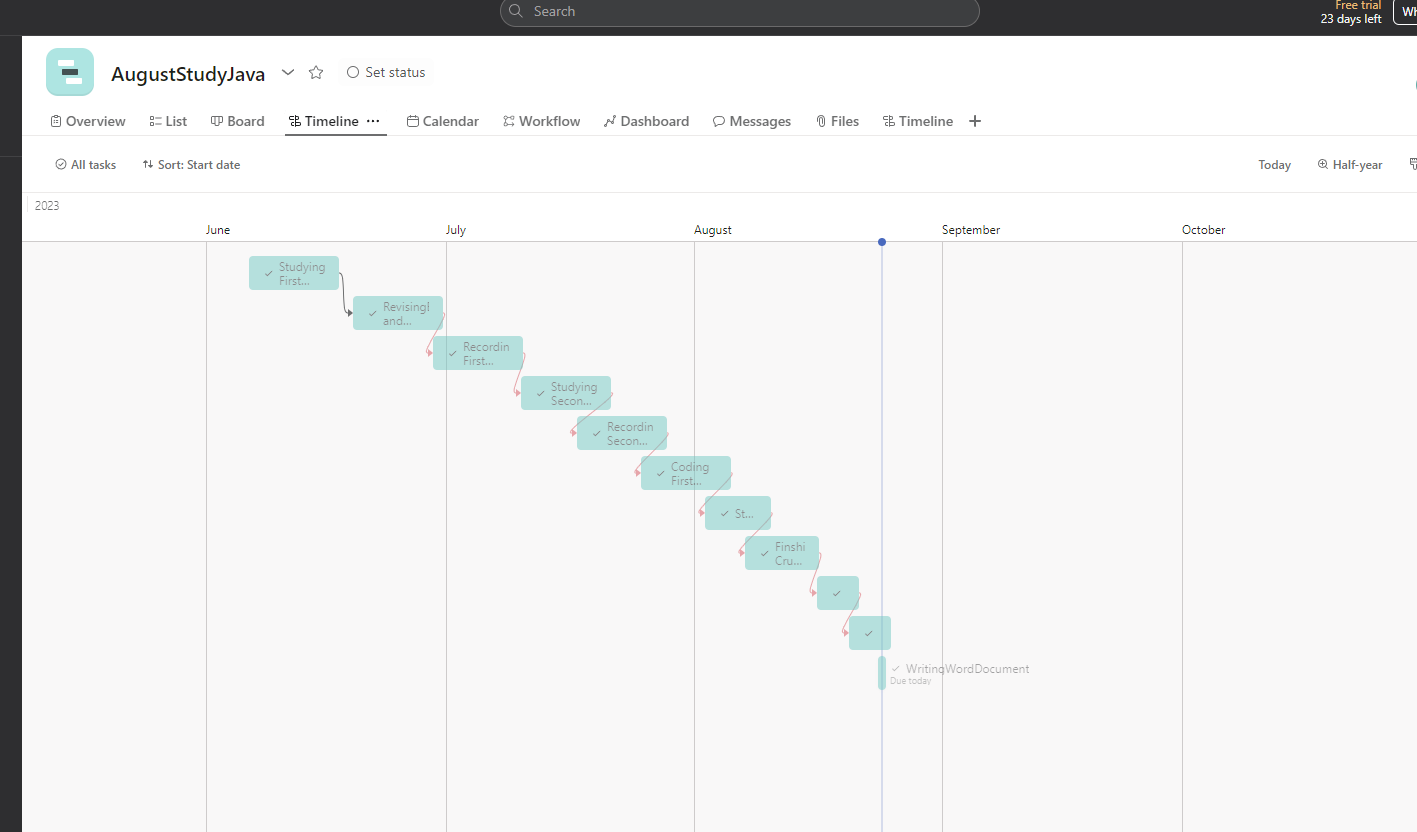 Search
Free trial
23 days left
AugustStudyJava
Set status
Overview
List
Board
Timeline
Calendar
Workflow
Dashboard
Messages
Files
Timeline
All tasks
Sort: Start date
Today
Half-year
2023
June
July
August
September
October
Studying
First...
Revising!
and...
Recordin
First...
Studying
Secon...
Recordin
Secon...
Coding
First...
St...
Finshi
Cru...
WritingWordDocument
Due today